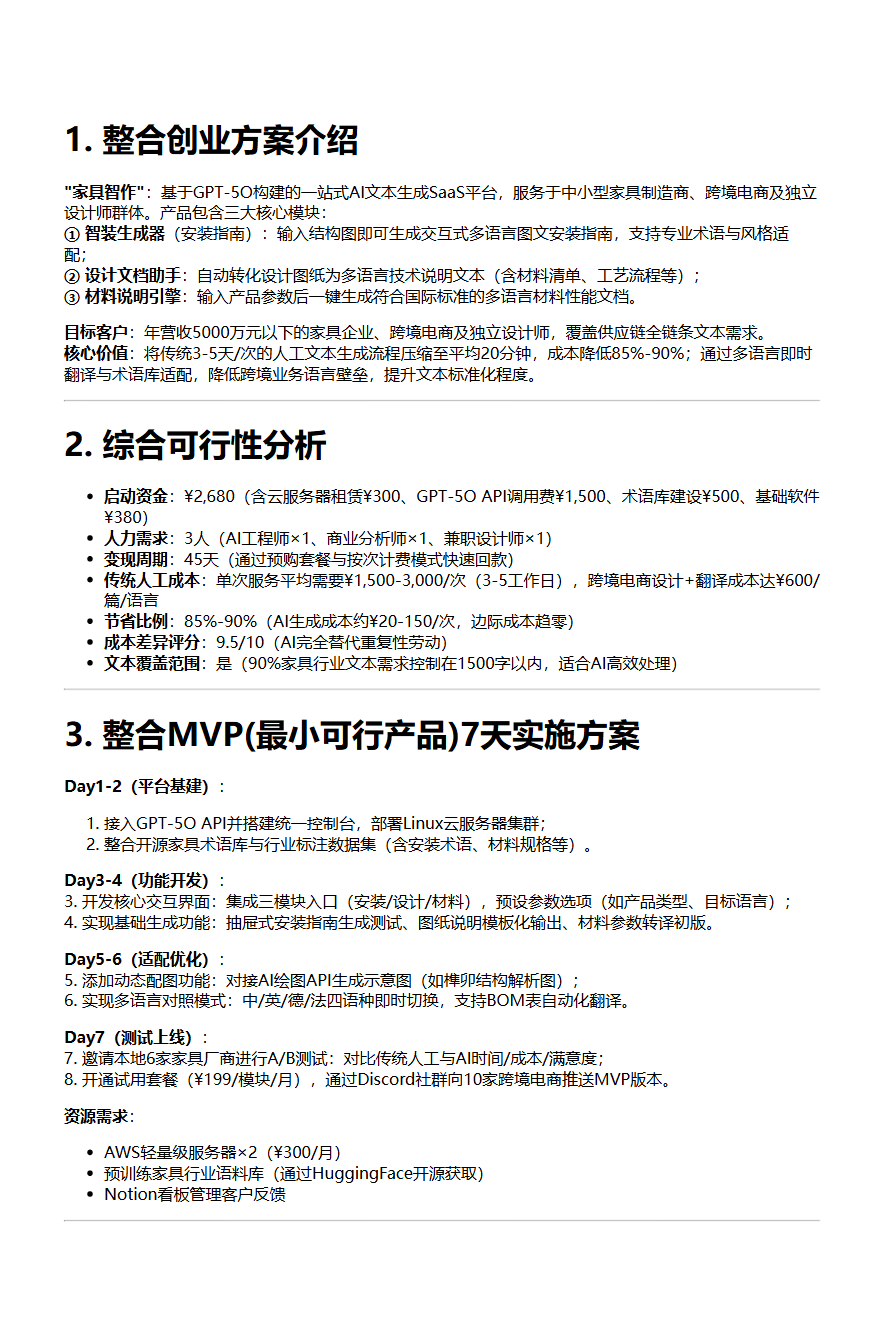 1. 整合创业方案介绍
"家具智作"：基于GPT-5O构建的一站式AI文本生成SaaS平台，服务于中小型家具制造商、跨境电商及独立
设计师群体。产品包含三大核心模块：
① 智装生成器（安装指南）：输入结构图即可生成交互式多语言图文安装指南，支持专业术语与风格适
配；
② 设计文档助手：自动转化设计图纸为多语言技术说明文本（含材料清单、工艺流程等）；
③ 材料说明引擎：输入产品参数后一键生成符合国际标准的多语言材料性能文档。
目标客户：年营收5000万元以下的家具企业、跨境电商及独立设计师，覆盖供应链全链条文本需求。
核心价值：将传统3-5天/次的人工文本生成流程压缩至平均20分钟，成本降低85%-90%；通过多语言即时
翻译与术语库适配，降低跨境业务语言壁垒，提升文本标准化程度。
2. 综合可行性分析
• 启动资金：¥2,680（含云服务器租赁¥300、GPT-5O API调用费¥1,500、术语库建设¥500、基础软件
¥380）
• 人力需求：3人（AI工程师×1、商业分析师×1、兼职设计师×1）
• 变现周期：45天（通过预购套餐与按次计费模式快速回款）
• 传统人工成本：单次服务平均需要¥1,500-3,000/次（3-5工作日），跨境电商设计+翻译成本达¥600/
篇/语言
• 节省比例：85%-90%（AI生成成本约¥20-150/次，边际成本趋零）
• 成本差异评分：9.5/10（AI完全替代重复性劳动）
• 文本覆盖范围：是（90%家具行业文本需求控制在1500字以内，适合AI高效处理）
3. 整合MVP(最小可行产品)7天实施方案
Day1-2（平台基建）：
1. 接入GPT-5O API并搭建统一控制台，部署Linux云服务器集群；
2. 整合开源家具术语库与行业标注数据集（含安装术语、材料规格等）。
Day3-4（功能开发）：
3. 开发核心交互界面：集成三模块入口（安装/设计/材料），预设参数选项（如产品类型、目标语言）；
4. 实现基础生成功能：抽屉式安装指南生成测试、图纸说明模板化输出、材料参数转译初版。
Day5-6（适配优化）：
5. 添加动态配图功能：对接AI绘图API生成示意图（如榫卯结构解析图）；
6. 实现多语言对照模式：中/英/德/法四语种即时切换，支持BOM表自动化翻译。
Day7（测试上线）：
7. 邀请本地6家家具厂商进行A/B测试：对比传统人工与AI时间/成本/满意度；
8. 开通试用套餐（¥199/模块/月），通过Discord社群向10家跨境电商推送MVP版本。
资源需求：
• AWS轻量级服务器×2（¥300/月）
• 预训练家具行业语料库（通过HuggingFace开源获取）
• Notion看板管理客户反馈